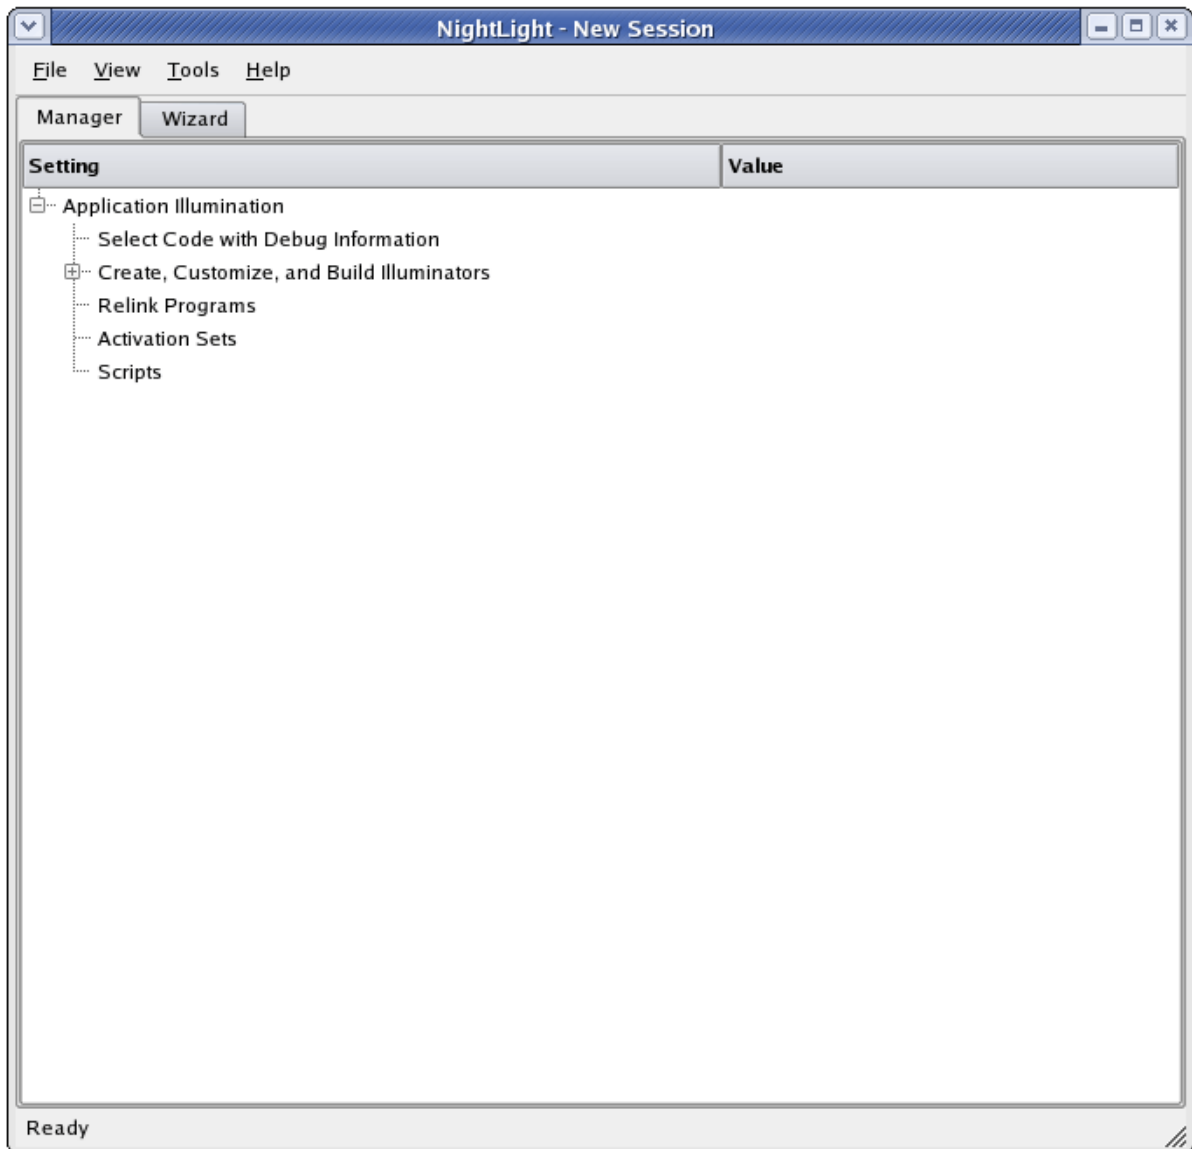 NightLight - New Session
File View Tools Help
Manager Wizard
Setting Value
Application Illumination
Select Code with Debug Information
Create, Customize, and Build Illuminators
Relink Programs
Activation Sets
Scripts
Ready